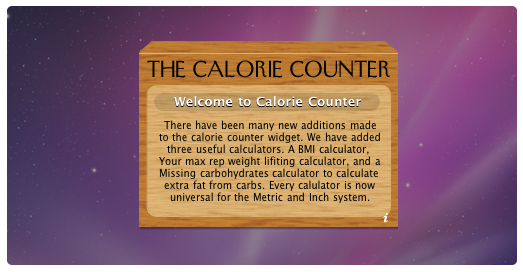 THE CALORIE COUNTER
Welcome to Calorie Counter
There have been many new additions made
to the calorie counter widget. We have added
three useful calculators. A BMI calculator,
Your max rep weight lifiting calculator, and a
Missing carbohydrates calculator to calculate
extra fat from carbs. Every calulator is now
universal for the Metric and Inch system.
i